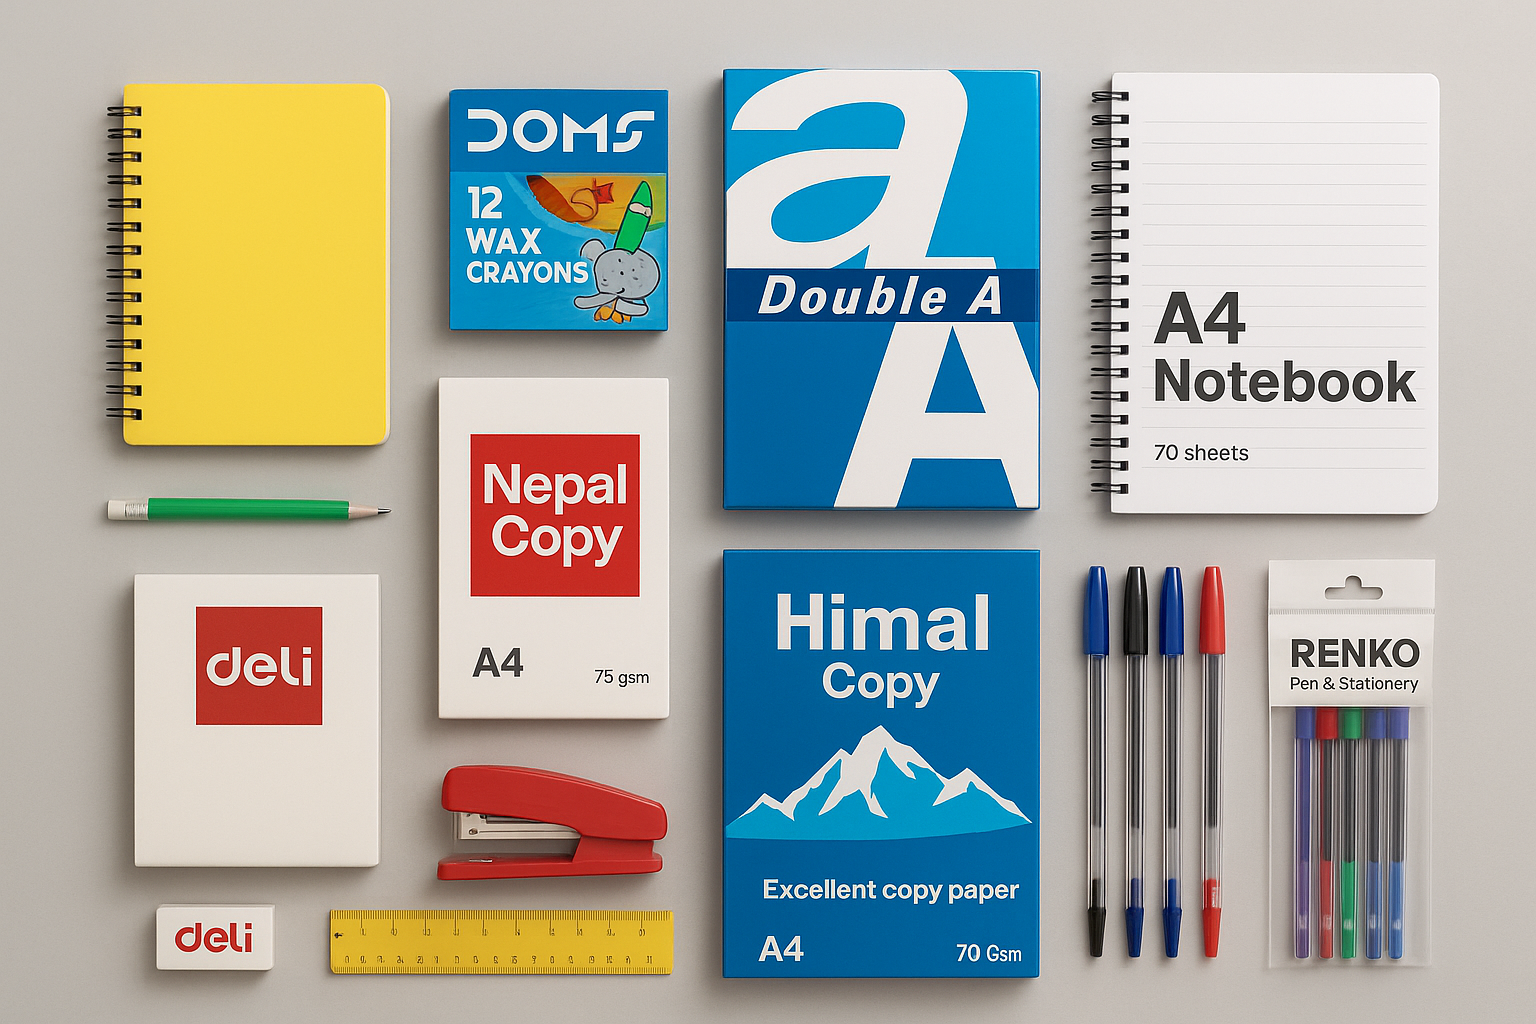 DOMS
12
WAX
CRAYONS
a
Double A
A
A4
Notebook
70 sheets
Nepal
Copy
A4
75 gsm
deli
Himal
Copy
Excellent copy paper
A4
70 Gsm
RENKO
Pen & Stationery
deli